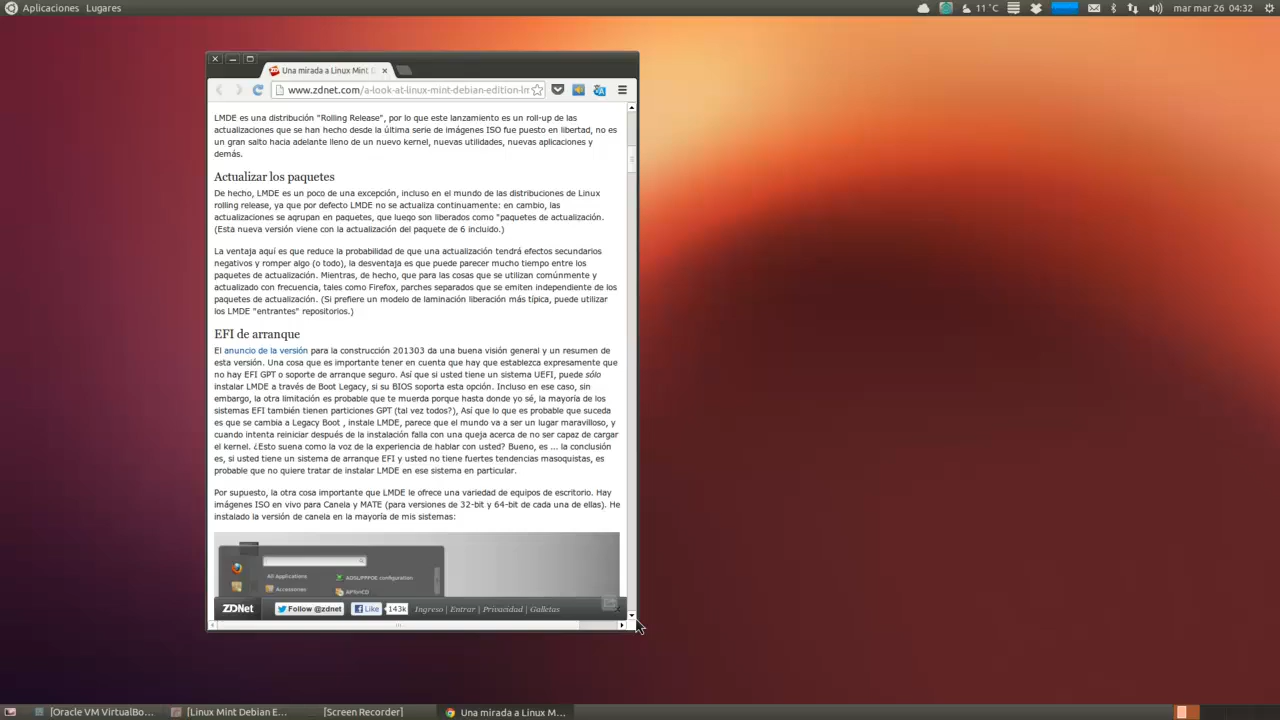 Aplicaciones Lugares
11 °C
mar mar 26 04:32
Una mirada a Linux Mint D
www.zdnet.com/a-look-at-linux-mint-debian-edition-lm
LMDE es una distribución "Rolling Release", por lo que este lanzamiento es un roll-up de las
actualizaciones que se han hecho desde la última serie de imágenes ISO fue puesto en libertad, no es
un gran salto hacia adelante lleno de un nuevo kernel, nuevas utilidades, nuevas aplicaciones y
demás.
Actualizar los paquetes
De hecho, LMDE es un poco de una excepción, incluso en el mundo de las distribuciones de Linux
rolling release, ya que por defecto LMDE no se actualiza continuamente: en cambio, las
actualizaciones se agrupan en paquetes, que luego son liberados como "paquetes de actualización.
(Esta nueva versión viene con la actualización del paquete de 6 incluido.)
La ventaja aquí es que reduce la probabilidad de que una actualización tendrá efectos secundarios
negativos y romper algo (o todo), la desventaja es que puede parecer mucho tiempo entre los
paquetes de actualización. Mientras, de hecho, que para las cosas que se utilizan comúnmente y
actualizado con frecuencia, tales como Firefox, parches separados que se emiten independiente de los
paquetes de actualización. (Si prefiere un modelo de laminación liberación más típica, puede utilizar
los LMDE "entrantes" repositorios.)
EFI de arranque
El anuncio de la versión para la construcción 201303 da una buena visión general y un resumen de
esta versión. Una cosa que es importante tener en cuenta que hay que establezca expresamente que
no hay EFI GPT o soporte de arranque seguro. Así que si usted tiene un sistema UEFI, puede sólo
instalar LMDE a través de Boot Legacy, si su BIOS soporta esta opción. Incluso en ese caso, sin
embargo, la otra limitación es probable que te muerda porque hasta donde yo sé, la mayoría de los
sistemas EFI también tienen particiones GPT (tal vez todos?), Así que lo que es probable que suceda
es que se cambia a Legacy Boot , instale LMDE, parece que el mundo va a ser un lugar maravilloso, y
cuando intenta reiniciar después de la instalación falla con una queja acerca de no ser capaz de cargar
el kernel. ¿Esto suena como la voz de la experiencia de hablar con usted? Bueno, es ... la conclusión
es, si usted tiene un sistema de arranque EFI y usted no tiene fuertes tendencias masoquistas, es
probable que no quiere tratar de instalar LMDE en ese sistema en particular.
Por supuesto, la otra cosa importante que LMDE le ofrece una variedad de equipos de escritorio. Hay
imágenes ISO en vivo para Canela y MATE (para versiones de 32-bit y 64-bit de cada una de ellas). He
instalado la versión de canela en la mayoría de mis sistemas:
All Applications ADSL/PPPOE configuration
Accessories
ZDNet Follow @zdnet Like 143k Ingreso | Entrar | Privacidad | Galletas
[Oracle VM VirtualBo... [Linux Mint Debian E... [Screen Recorder] Una mirada a Linux M...